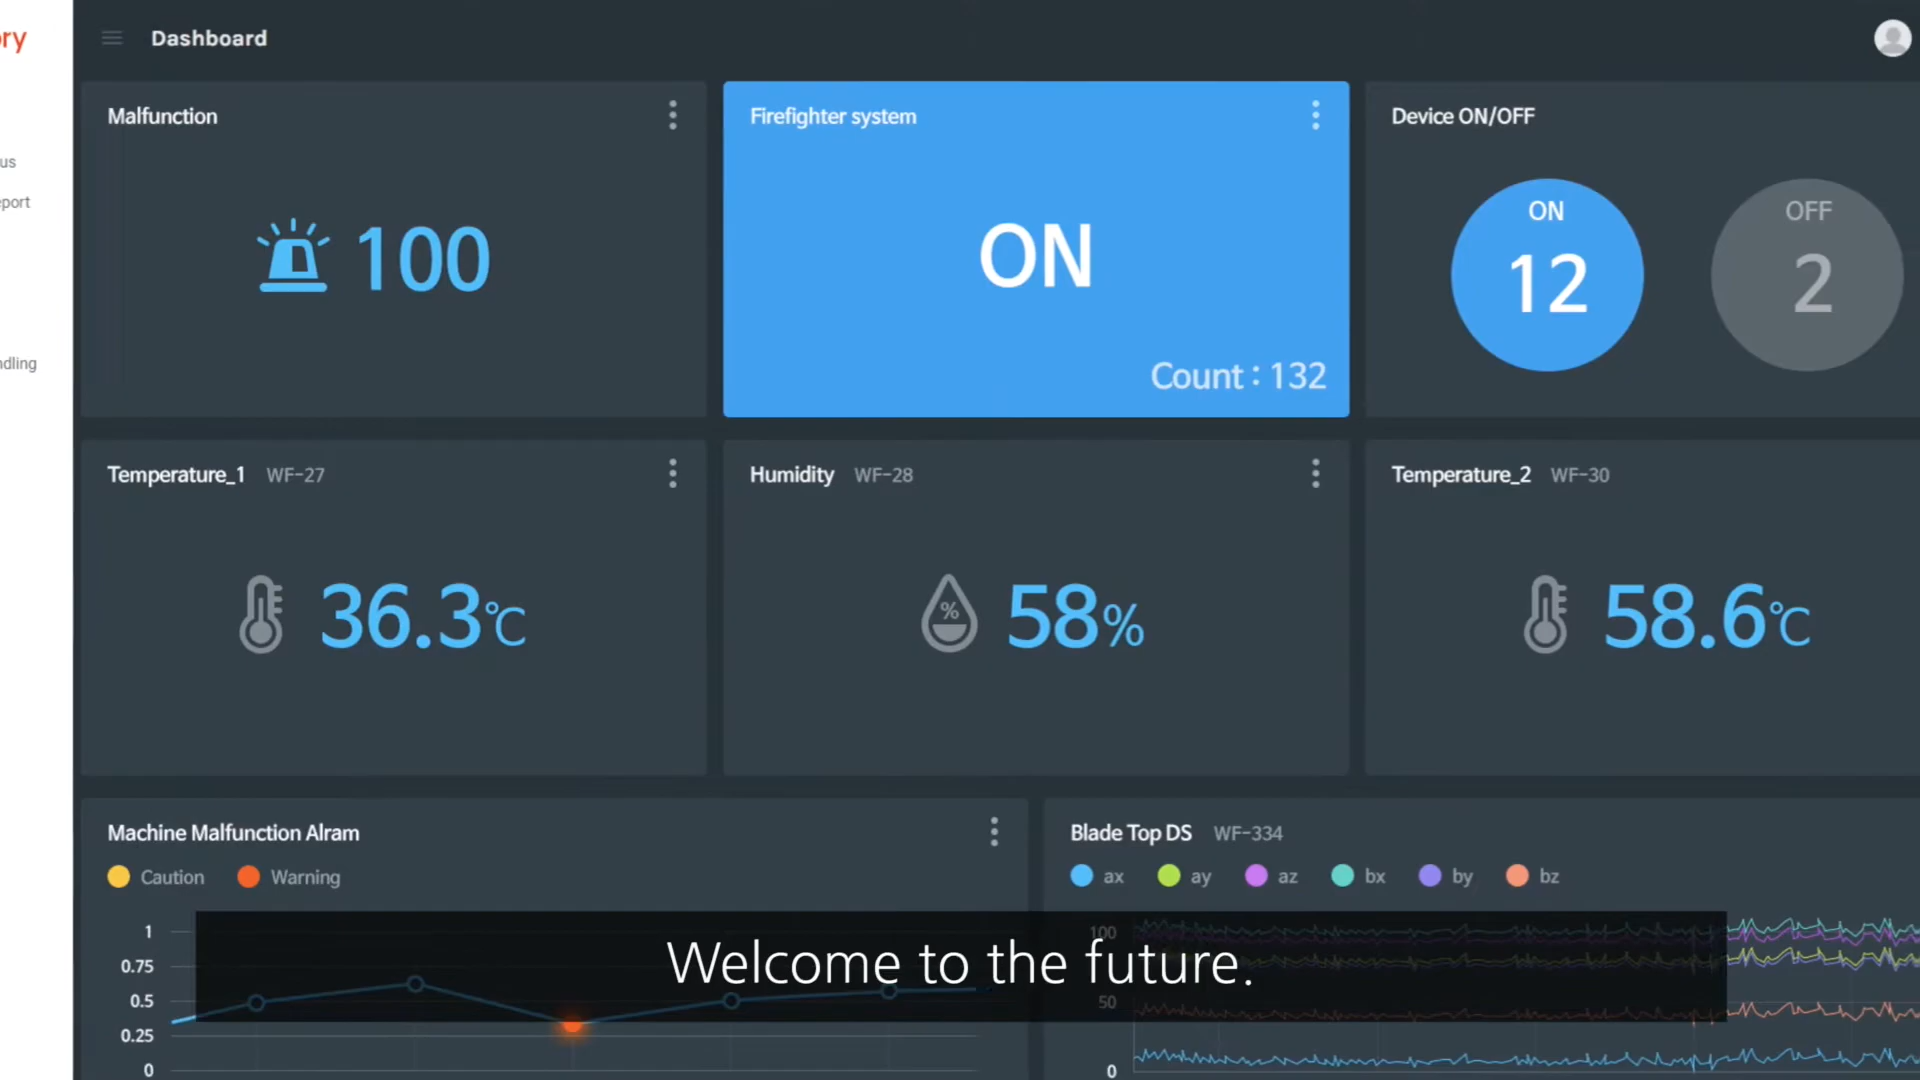 ry
Dashboard
us
port
ndling
Malfunction
100
Firefighter system
ON
Count : 132
Device ON/OFF
ON
12
OFF
2
Temperature_1 WF-27
36.3℃
Humidity WF-28
%
58%
Temperature_2 WF-30
58.6℃
Machine Malfunction Alram
Caution Warning
1
0.75
0.5
0.25
0
Blade Top DS WF-334
ax ay az bx by bz
100
50
0
Welcome to the future.